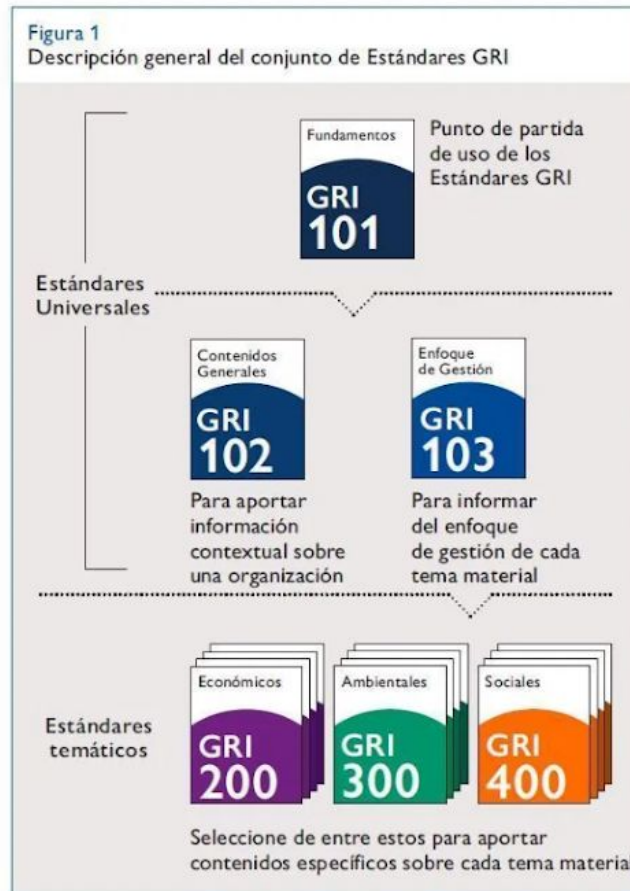 Figura 1
Descripción general del conjunto de Estándares GRI
Fundamentos
GRI
101
Punto de partida
de uso de los
Estándares GRI
Estándares
Universales
Contenidos
Generales
GRI
102
Para aportar
información
contextual sobre
una organización
Enfoque
de Gestión
GRI
103
Para informar
del enfoque
de gestión de cada
tema material
Estándares
temáticos
Económicos
GRI
200
Ambientales
GRI
300
Sociales
GRI
400
Seleccione de entre estos para aportar
contenidos específicos sobre cada tema material